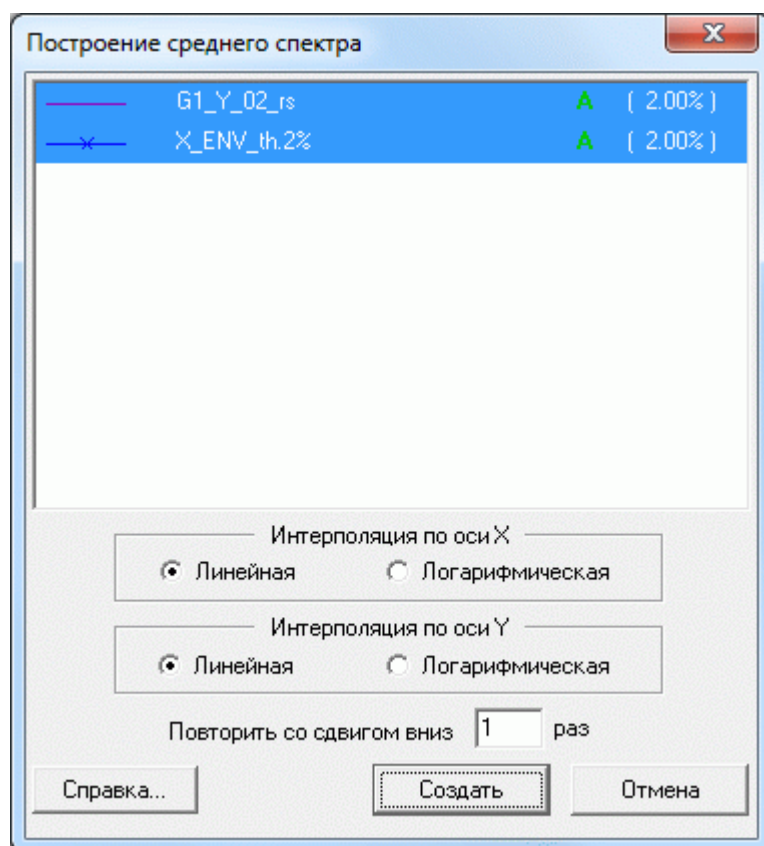 Построение среднего спектра
G1_Y_02_rs A ( 2.00% )
X_ENV_th.2% A ( 2.00% )
Интерполяция по оси X
Линейная Логарифмическая
Интерполяция по оси Y
Линейная Логарифмическая
Повторить со сдвигом вниз 1 раз
Справка... Создать Отмена